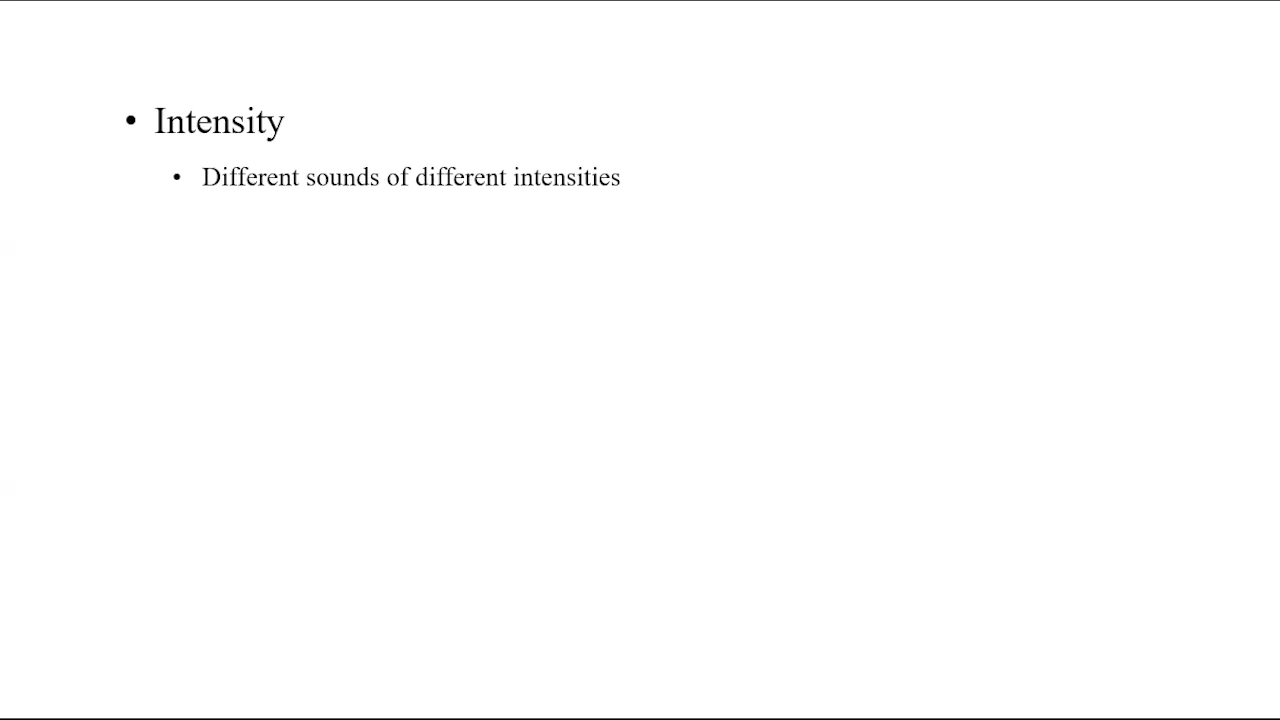 • Intensity
• Different sounds of different intensities